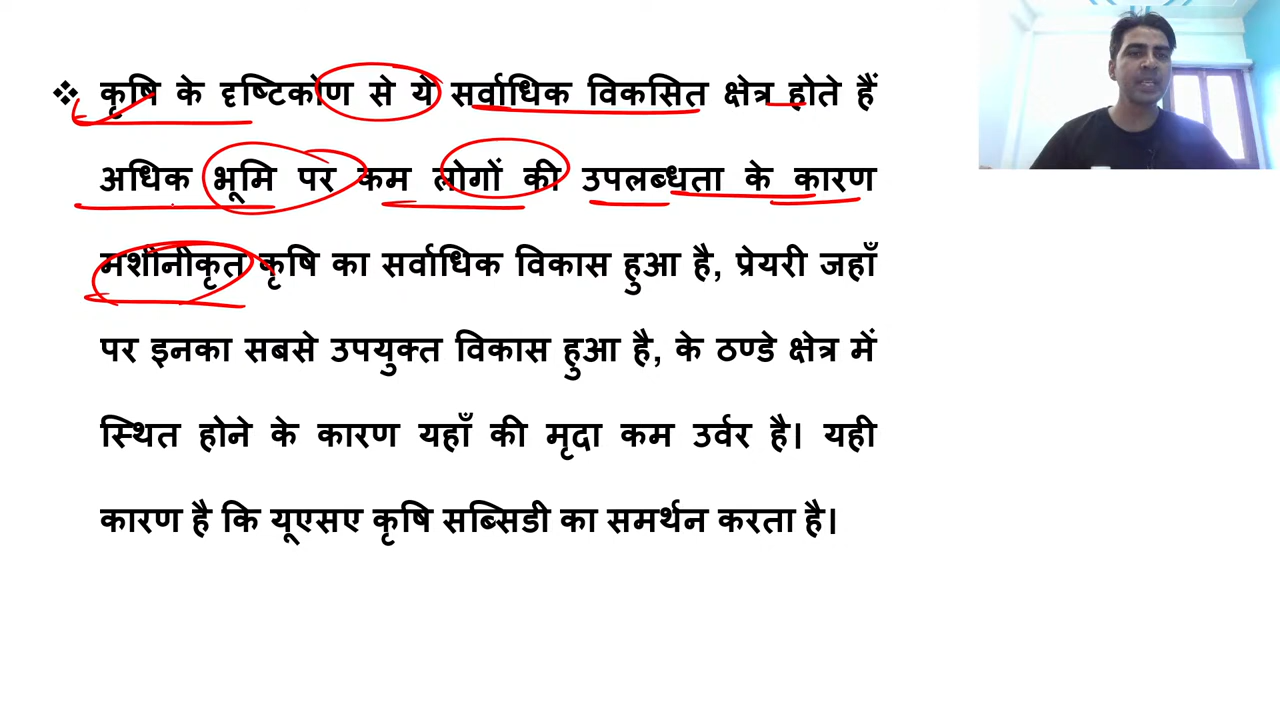 ❖ कृषि के दृष्टिकोण से ये सर्वाधिक विकसित क्षेत्र होते हैं
अधिक भूमि पर कम लोगों की उपलब्धता के कारण
मशीनीकृत कृषि का सर्वाधिक विकास हुआ है, प्रेयरी जहाँ
पर इनका सबसे उपयुक्त विकास हुआ है, के ठण्डे क्षेत्र में
स्थित होने के कारण यहाँ की मृदा कम उर्वर है। यही
कारण है कि यूएसए कृषि सब्सिडी का समर्थन करता है।